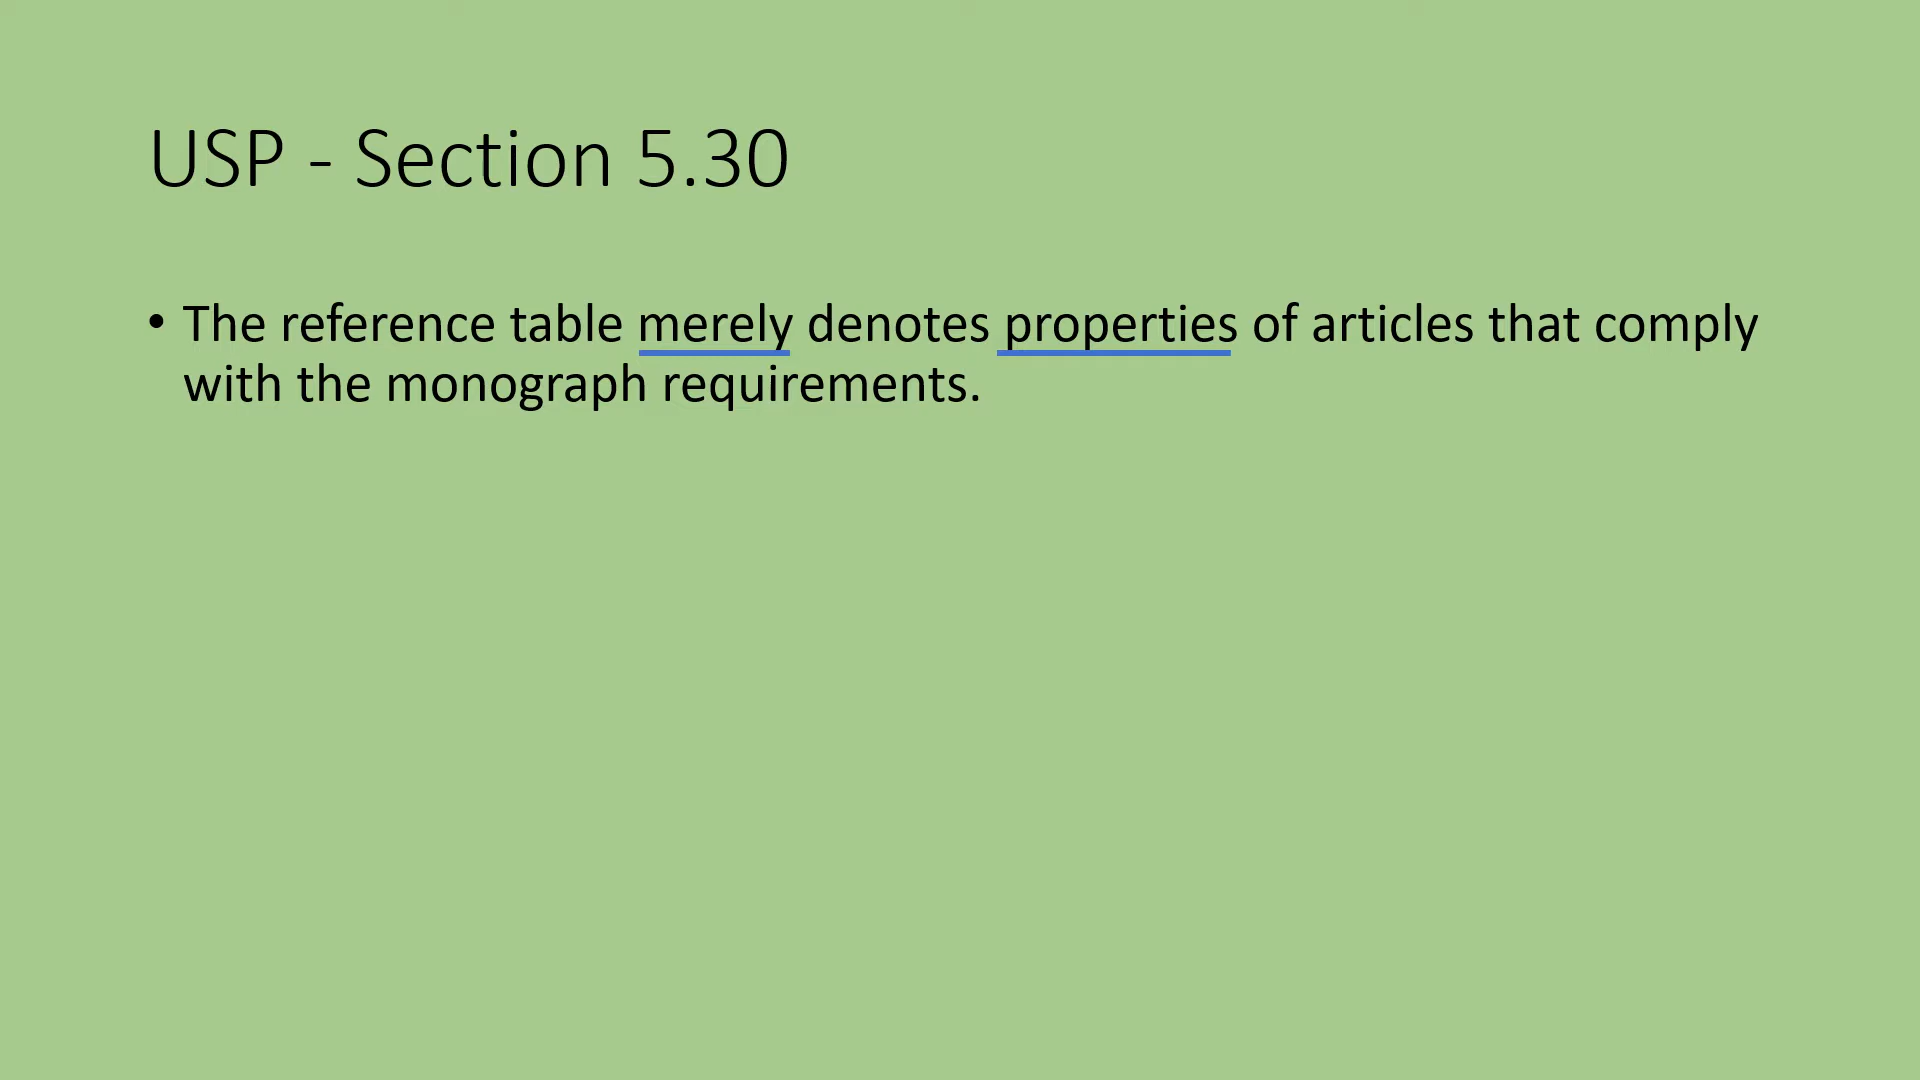 USP - Section 5.30
• The reference table merely denotes properties of articles that comply
with the monograph requirements.